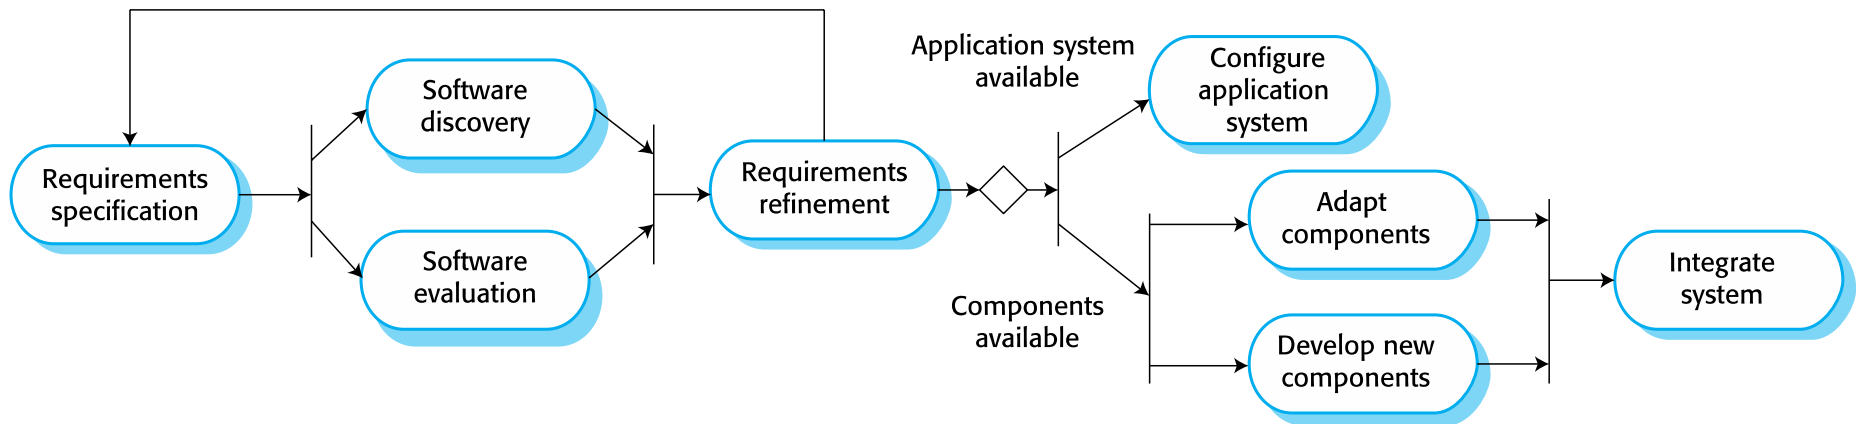 Requirements
specification
Software
discovery
Software
evaluation
Requirements
refinement
Application system
available
Configure
application
system
Components
available
Adapt
components
Develop new
components
Integrate
system